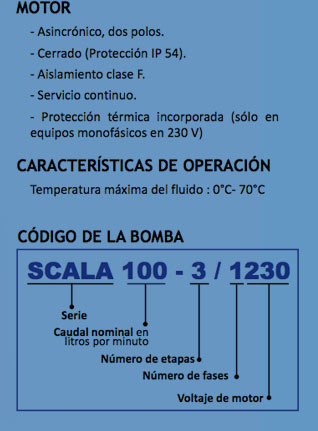 MOTOR
- Asincrónico, dos polos.
- Cerrado (Protección IP 54).
- Aislamiento clase F.
- Servicio continuo.
- Protección térmica incorporada (sólo en
equipos monofásicos en 230 V)
CARACTERÍSTICAS DE OPERACIÓN
Temperatura máxima del fluido : 0°C- 70°C
CÓDIGO DE LA BOMBA
SCALA 100 - 3 / 1230
Serie
Caudal nominal en
litros por minuto
Número de etapas
Número de fases
Voltaje de motor